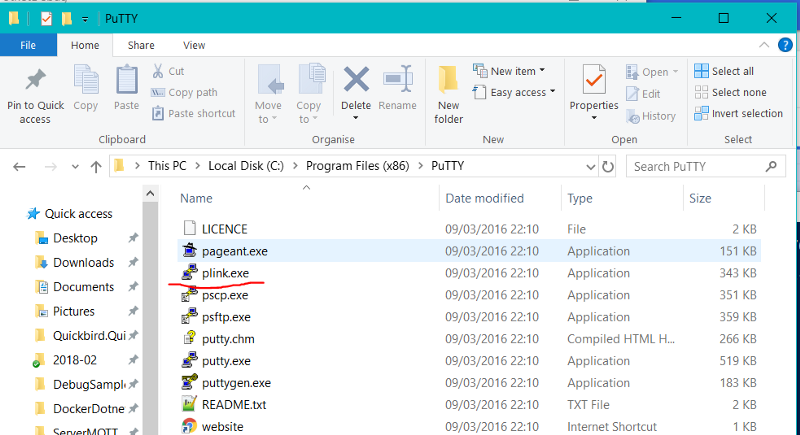 PuTTY
File Home Share View
Pin to Quick access
Copy
Paste
Cut
Copy path
Paste shortcut
Clipboard
Move to
Copy to
Delete
Rename
Organise
New folder
New item
Easy access
New
Properties
Open
Edit
History
Open
Select all
Select none
Invert selection
Select
This PC > Local Disk (C:) > Program Files (x86) > PuTTY
Search PuTTY
Quick access
Desktop
Downloads
Documents
Pictures
Quickbird.Qui
2018-02
DebugSample
DockerDotne
ServerMOTT
Name Date modified Type Size
LICENCE 09/03/2016 22:10 File 2 KB
pageant.exe 09/03/2016 22:10 Application 151 KB
plink.exe 09/03/2016 22:10 Application 343 KB
pscp.exe 09/03/2016 22:10 Application 351 KB
psftp.exe 09/03/2016 22:10 Application 359 KB
putty.chm 09/03/2016 22:10 Compiled HTML H... 266 KB
putty.exe 09/03/2016 22:10 Application 519 KB
puttygen.exe 09/03/2016 22:10 Application 183 KB
README.txt 09/03/2016 22:10 TXT File 2 KB
website 09/03/2016 22:10 Internet Shortcut 1 KB